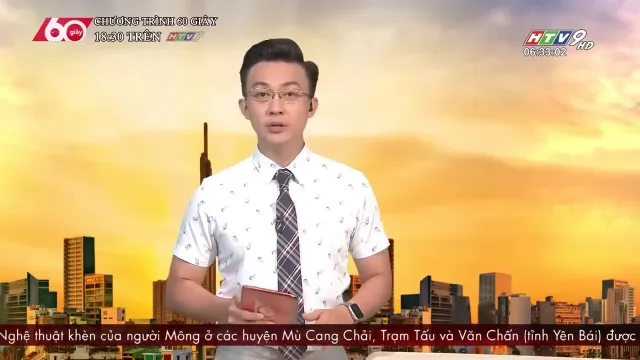 60 giây
CHƯƠNG TRÌNH 60 GIÂY
18:30 TRÊN HTV7
HTV9 HD
06:33:02
Nghệ thuật khèn của người Mông ở các huyện Mù Cang Chải, Trạm Tấu và Văn Chấn (tỉnh Yên Bái) được